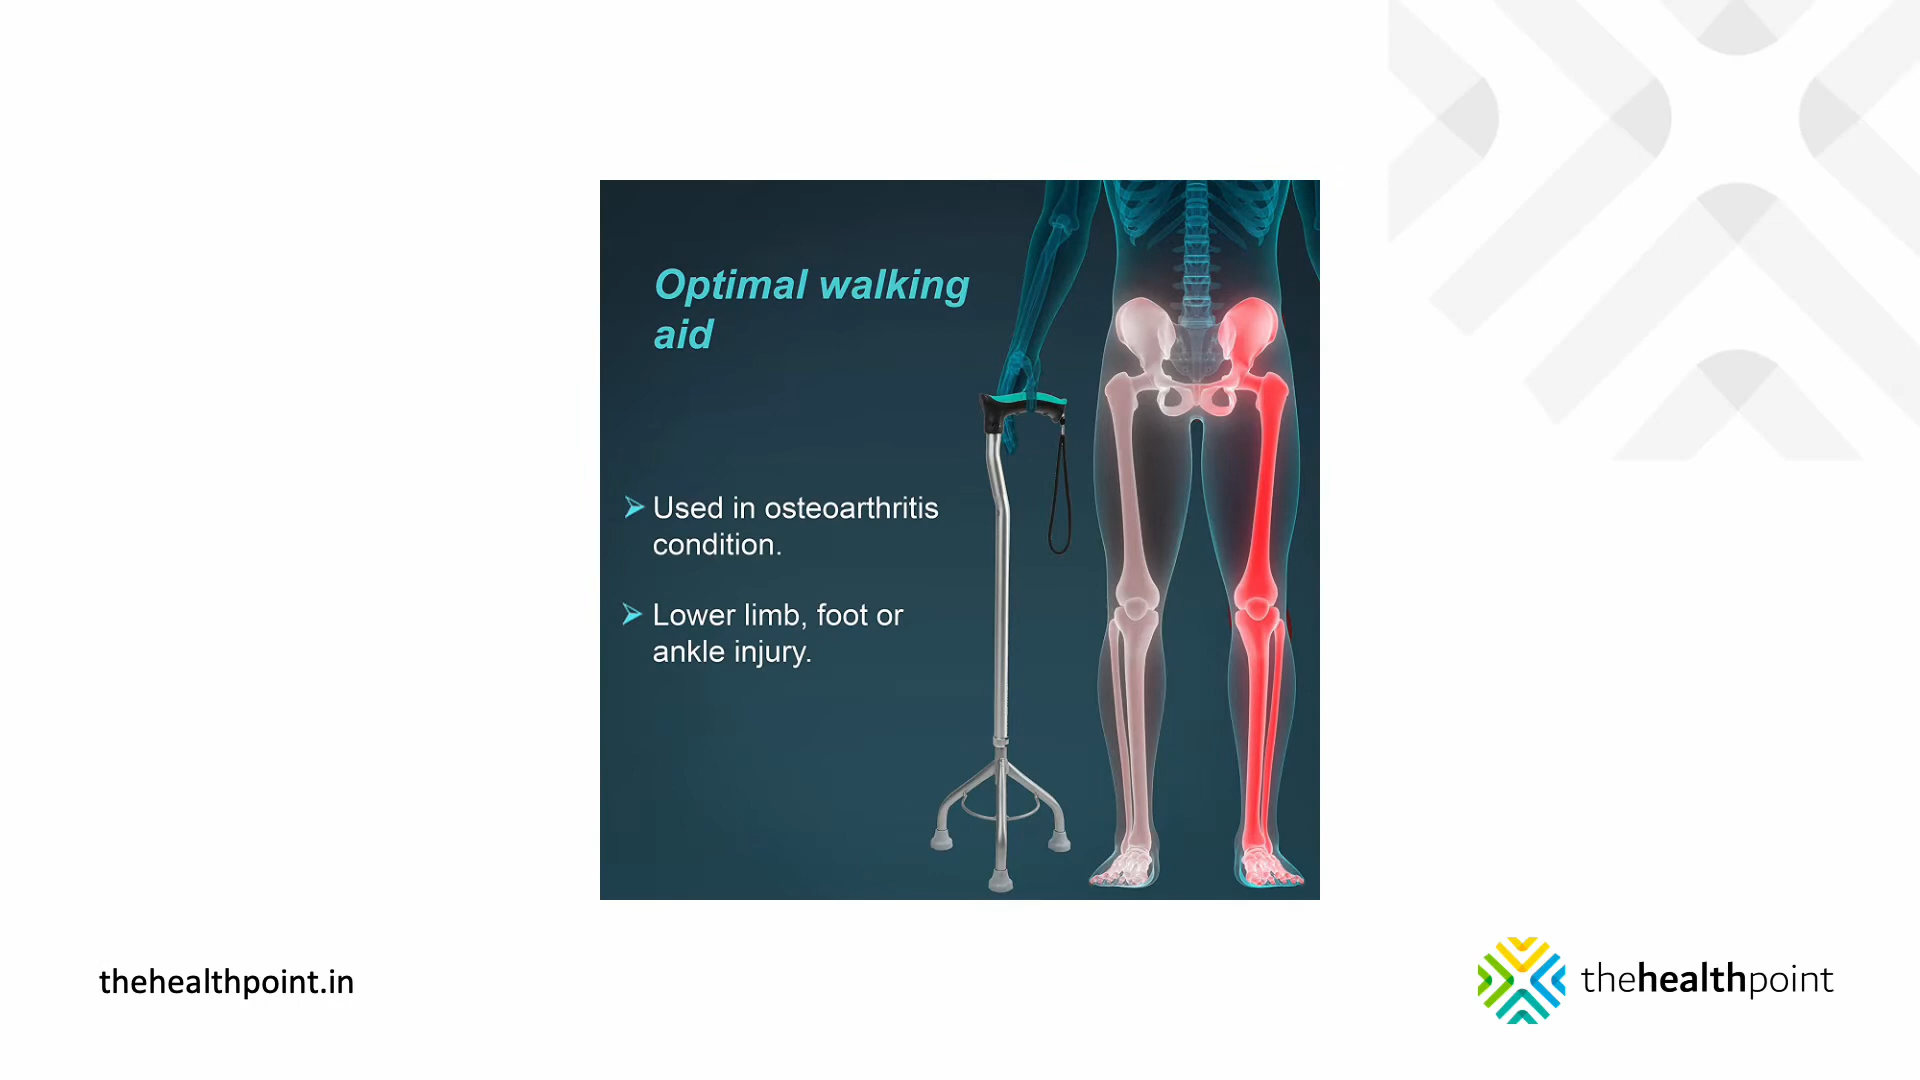 Optimal walking
aid
➢ Used in osteoarthritis
condition.
➢ Lower limb, foot or
ankle injury.
thehealthpoint.in
thehealthpoint